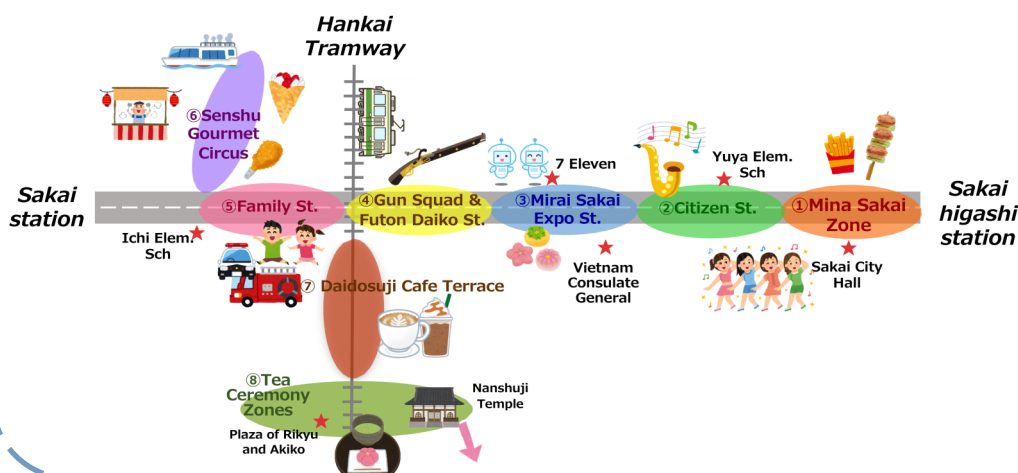 Hankai
Tramway
⑥Senshu
Gourmet
Circus
7 Eleven
Yuya Elem.
Sch
Sakai
station
⑤Family St.
④Gun Squad &
Futon Daiko St.
③Mirai Sakai
Expo St.
②Citizen St.
①Mina Sakai
Zone
Sakai
higashi
station
Ichi Elem.
Sch
Vietnam
Consulate
General
Sakai City
Hall
⑦ Daidosuji Cafe Terrace
⑧Tea
Ceremony
Zones
Nanshuji
Temple
Plaza of Rikyu
and Akiko